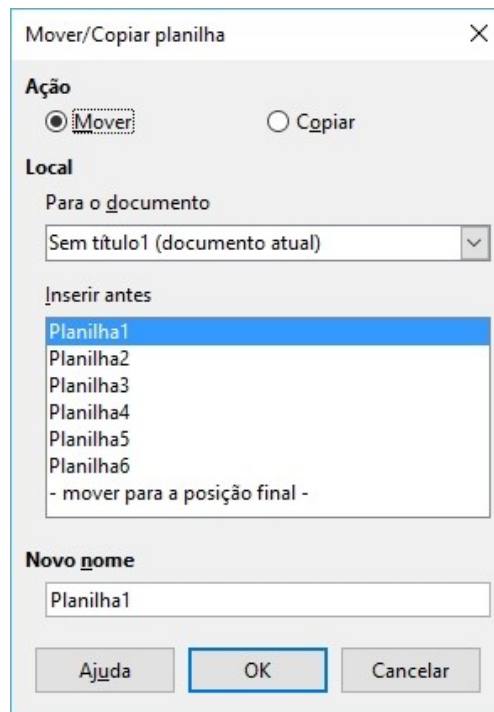 Mover/Copiar planilha
Ação
Mover
Copiar
Local
Para o documento
Sem título1 (documento atual)
Inserir antes
Planilha1
Planilha2
Planilha3
Planilha4
Planilha5
Planilha6
- mover para a posição final -
Novo nome
Planilha1
Ajuda
OK
Cancelar